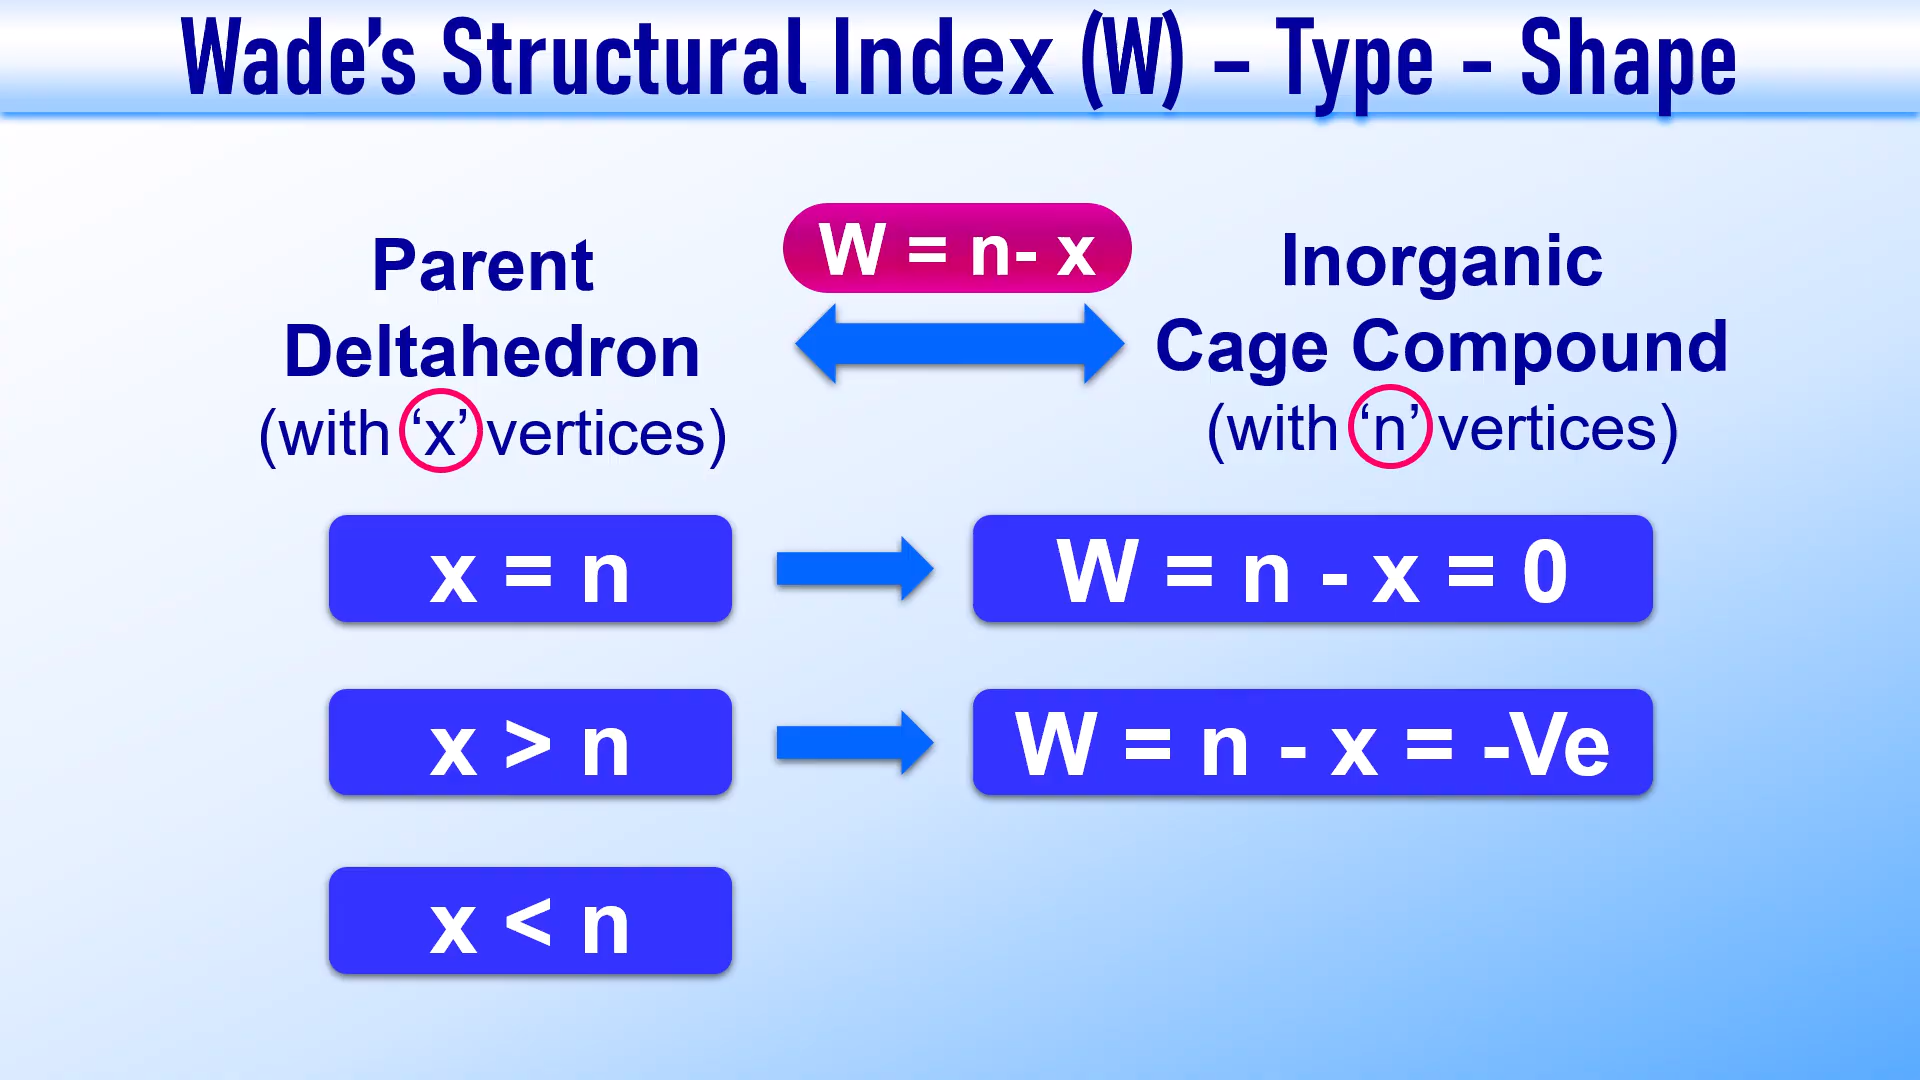 Wade’s Structural Index (W) – Type - Shape
W = n- x
Parent
Deltahedron
(with ‘x’ vertices)
Inorganic
Cage Compound
(with ‘n’ vertices)
x = n
W = n - x = 0
x > n
W = n - x = -Ve
x < n